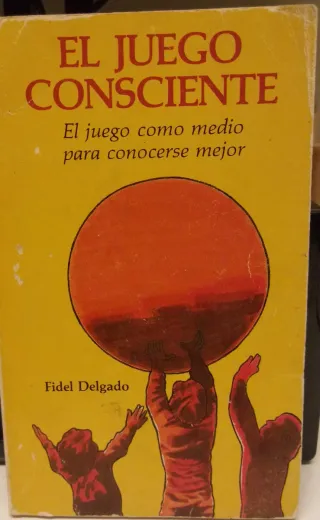 EL JUEGO
CONSCIENTE
El juego como medio
para conocerse mejor
Fidel Delgado